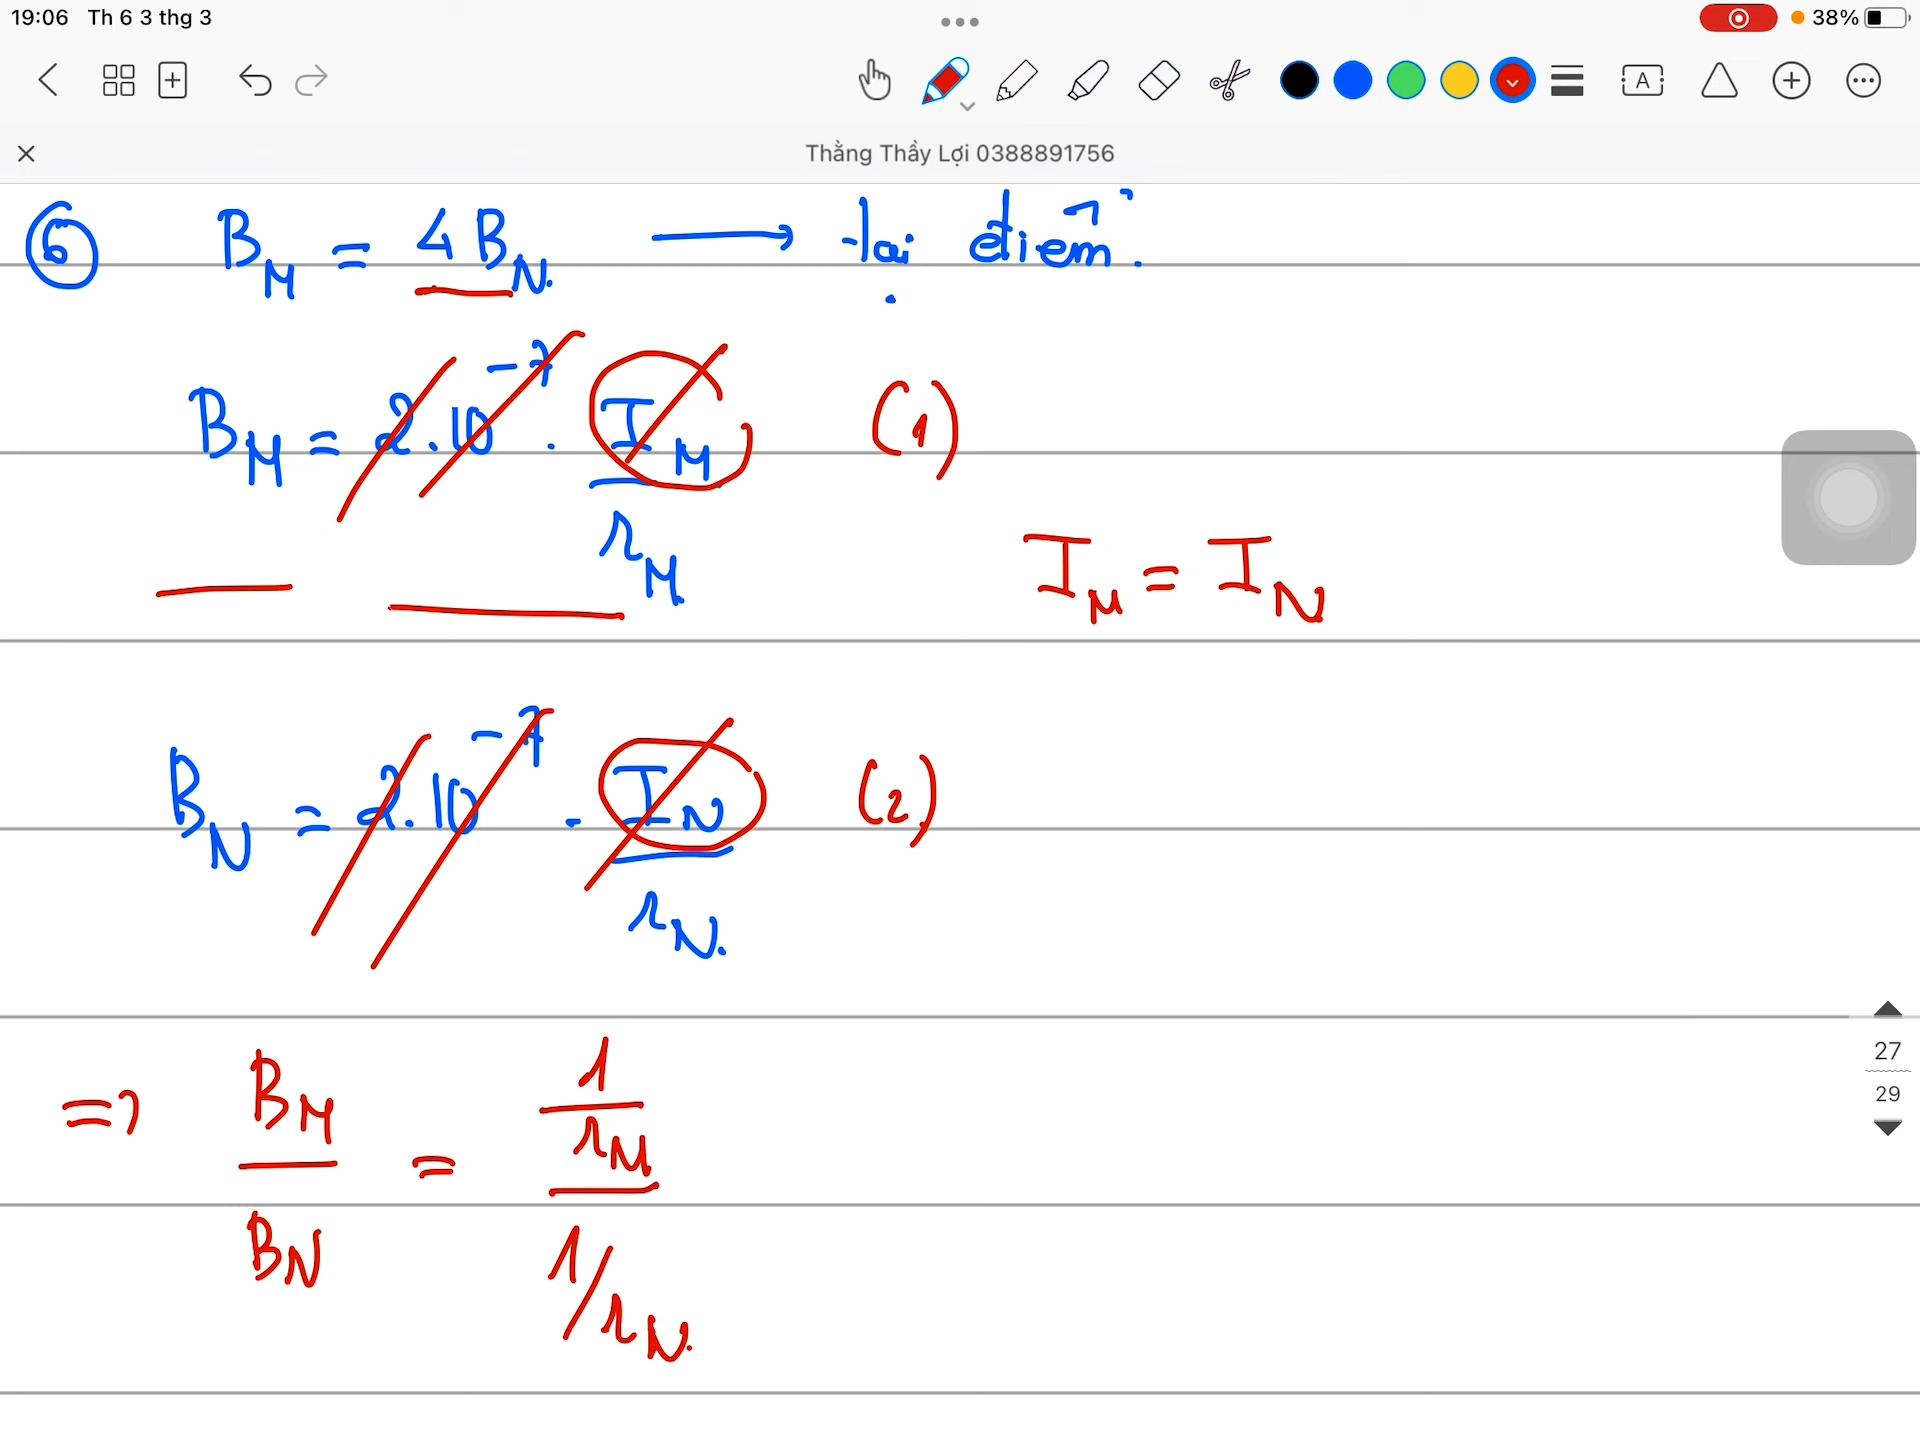 19:06 Th 6 3 thg 3
38%
A
Thằng Thầy Lợi 0388891756
6 B_M = 4B_N. → tại điểm.
B_M = 2.10^-7 . I_M / r_M. (1)
I_M = I_N
B_N = 2.10^-7 . I_N / r_N. (2)
27
29
=> B_M / B_N = 1/r_M / 1/r_N.